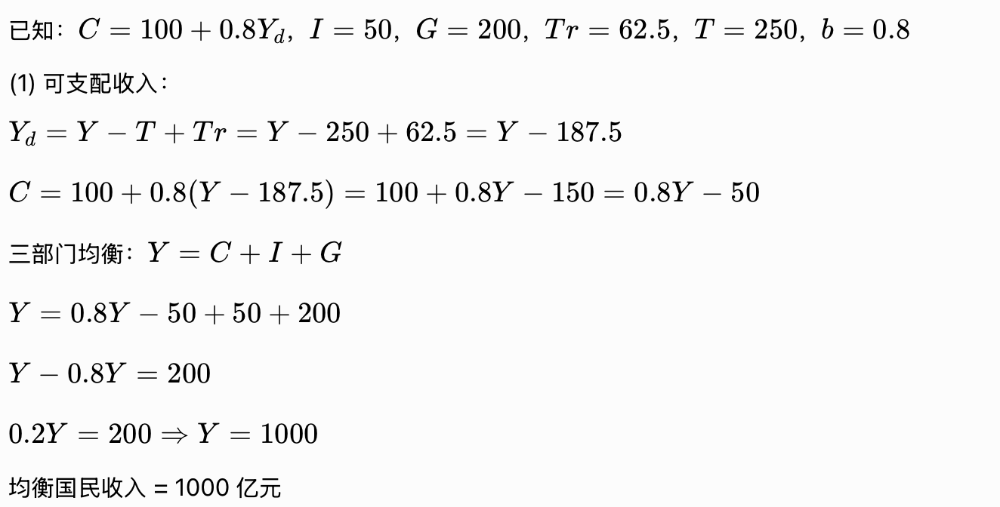 已知：C = 100 + 0.8Y_d, I = 50, G = 200, Tr = 62.5, T = 250, b = 0.8
(1) 可支配收入：
Y_d = Y − T + Tr = Y − 250 + 62.5 = Y − 187.5
C = 100 + 0.8(Y − 187.5) = 100 + 0.8Y − 150 = 0.8Y − 50
三部门均衡：Y = C + I + G
Y = 0.8Y − 50 + 50 + 200
Y − 0.8Y = 200
0.2Y = 200 ⇒ Y = 1000
均衡国民收入 = 1000 亿元